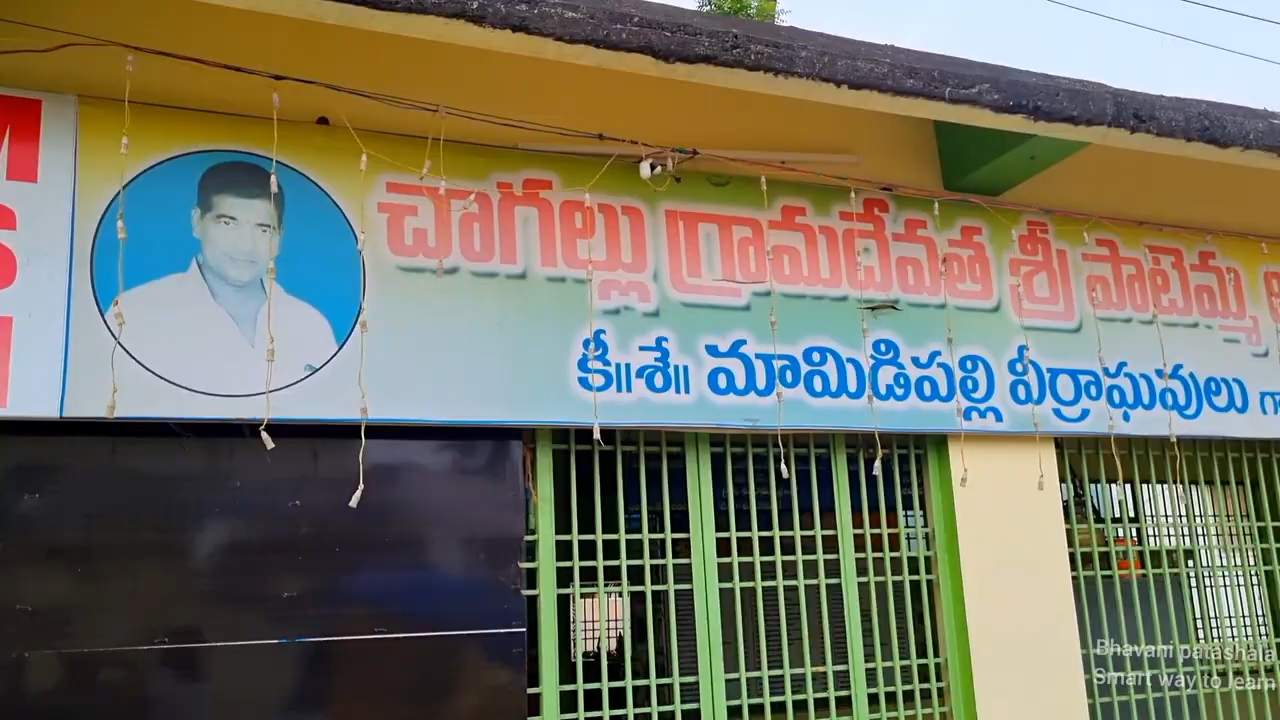 చాగల్లు గ్రామదేవత శ్రీ పాటెమ్మ
కీ॥శే॥ మామిడిపల్లి వీర్రాఘవులు
Bhavani patashala
Smart way to learn